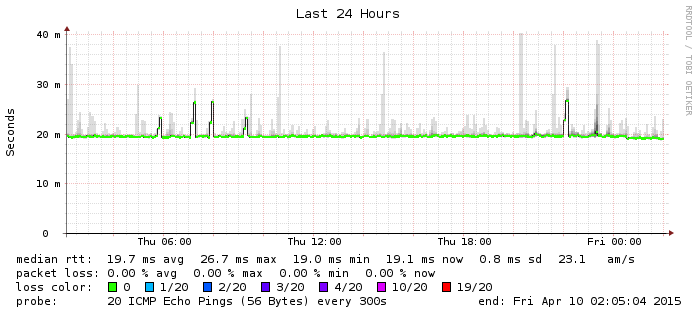 Last 24 Hours
RRDTOOL / TOBI OETIKER
Seconds
40 m
30 m
20 m
10 m
0
Thu 06:00 Thu 12:00 Thu 18:00 Fri 00:00
median rtt: 19.7 ms avg 26.7 ms max 19.0 ms min 19.1 ms now 0.8 ms sd 23.1 am/s
packet loss: 0.00 % avg 0.00 % max 0.00 % min 0.00 % now
loss color: 0 1/20 2/20 3/20 4/20 10/20 19/20
probe: 20 ICMP Echo Pings (56 Bytes) every 300s end: Fri Apr 10 02:05:04 2015